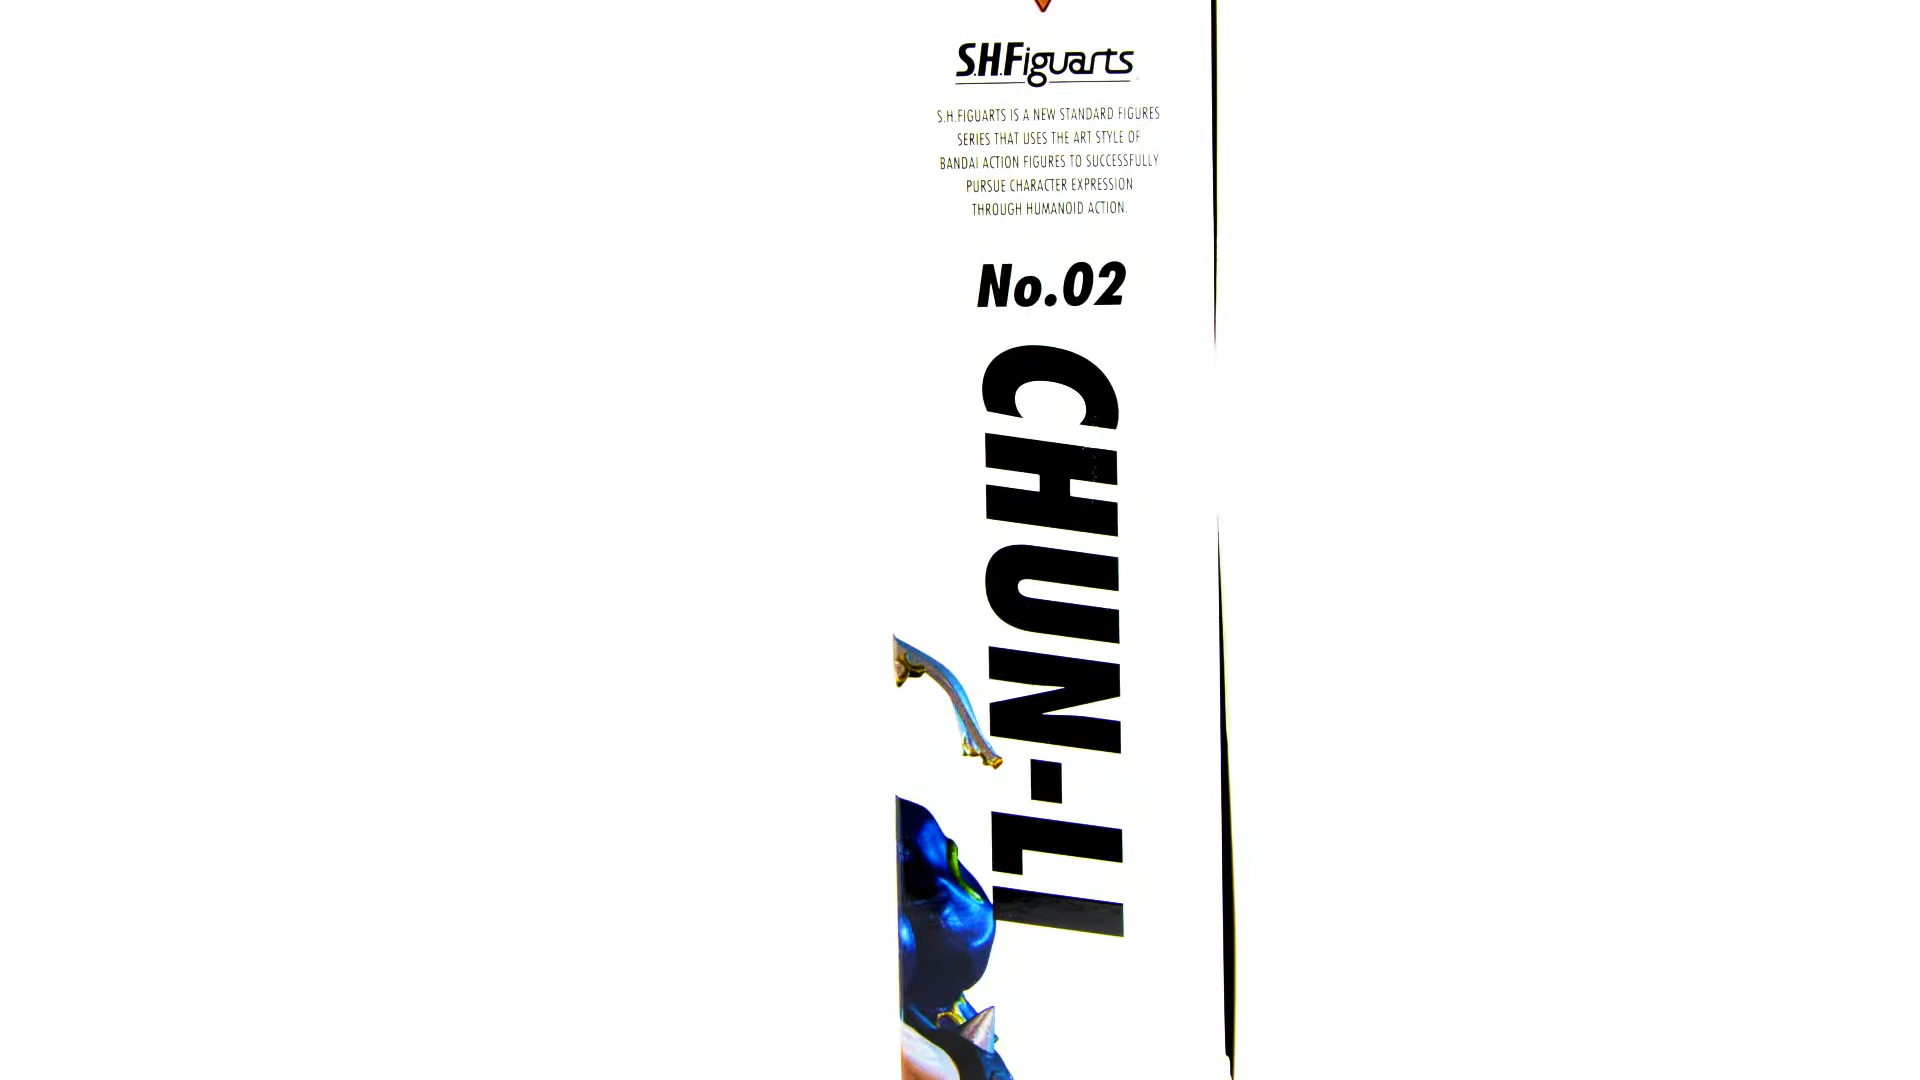 S.H.Figuarts
S.H.FIGUARTS IS A NEW STANDARD FIGURES
SERIES THAT USES THE ART STYLE OF
BANDAI ACTION FIGURES TO SUCCESSFULLY
PURSUE CHARACTER EXPRESSION
THROUGH HUMANOID ACTION.
No.02
CHUN-LI